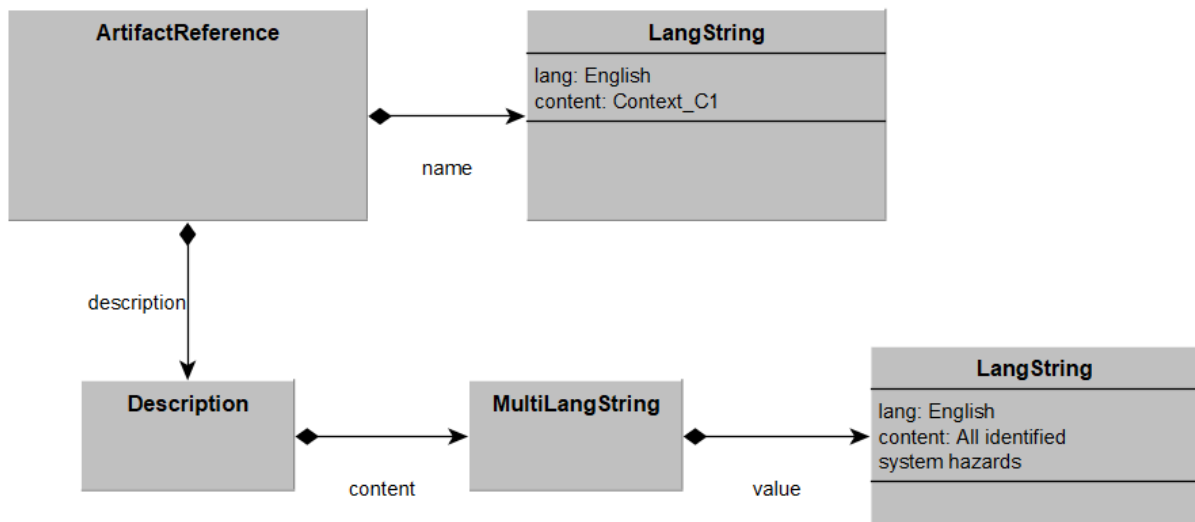 ArtifactReference
LangString
lang: English
content: Context_C1
name
description
Description
content
MultiLangString
value
LangString
lang: English
content: All identified
system hazards